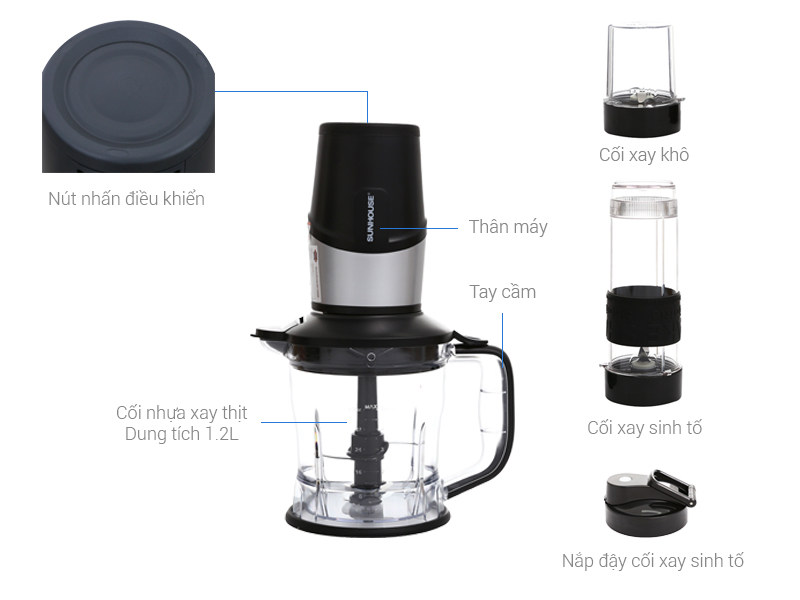 Nút nhấn điều khiển
SUNHOUSE
Thân máy
Tay cầm
Cối nhựa xay thịt
Dung tích 1.2L
MAX
Cối xay khô
Cối xay sinh tố
Nắp đậy cối xay sinh tố